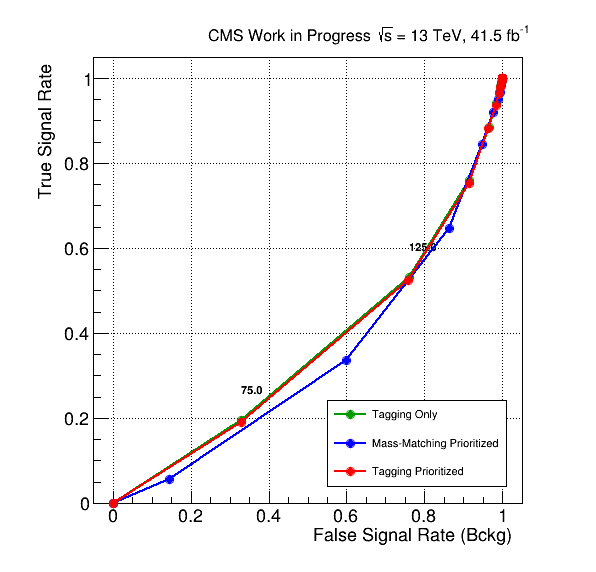 CMS Work in Progress √s = 13 TeV, 41.5 fb⁻¹
True Signal Rate
1
0.8
0.6
0.4
0.2
0
125.0
75.0
Tagging Only
Mass-Matching Prioritized
Tagging Prioritized
0 0.2 0.4 0.6 0.8 1
False Signal Rate (Bckg)